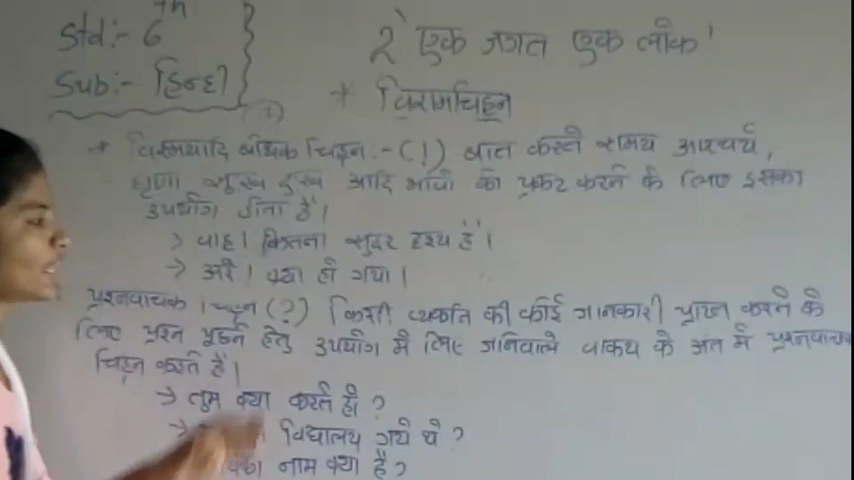 Std:- 6th
Sub:- हिन्दी
2 'एक जगत एक लोक'
* विरामचिह्न
(1)
* विस्मयादि बोधक चिह्न :- (!) बात करते समय आश्चर्य,
घृणा सुख दुःख आदि भावों को प्रकट करने के लिए इसका
उपयोग होता है।
> वाह! कितना सुंदर दृश्य है।
-> अरे! क्या हो गया।
प्रश्नवाचक चिह्न (?) किसी व्यक्ति की कोई जानकारी प्राप्त करने के
लिए प्रश्न पूछने हेतु उपयोग में लिए जानेवाले वाक्य के अंत में प्रश्नवाचक
चिह्न करते हैं।
-> तुम क्या करते हो ?
-> विद्यालय गये थे ?
नाम क्या है ?